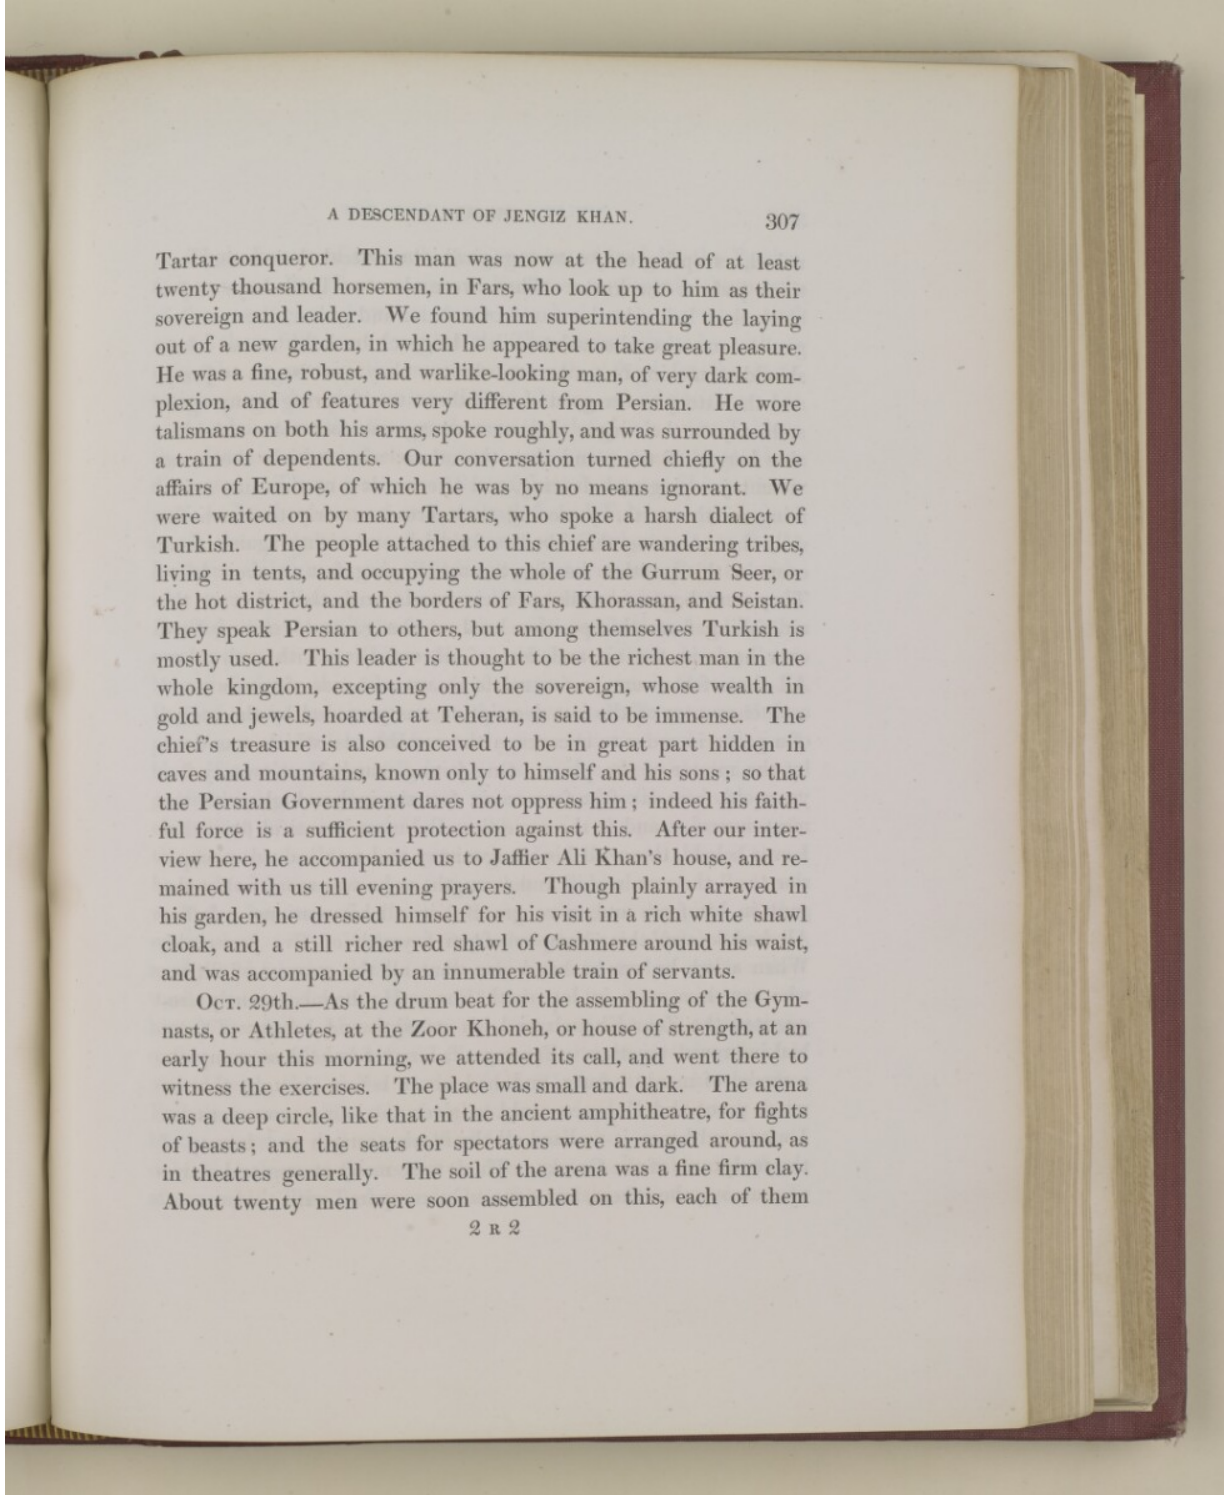 A DESCENDANT OF JENGIZ KHAN. 307
Tartar conqueror. This man was now at the head of at least
twenty thousand horsemen, in Fars, who look up to him as their
sovereign and leader. We found him superintending the laying
out of a new garden, in which he appeared to take great pleasure.
He was a fine, robust, and warlike-looking man, of very dark com-
plexion, and of features very different from Persian. He wore
talismans on both his arms, spoke roughly, and was surrounded by
a train of dependents. Our conversation turned chiefly on the
affairs of Europe, of which he was by no means ignorant. We
were waited on by many Tartars, who spoke a harsh dialect of
Turkish. The people attached to this chief are wandering tribes,
living in tents, and occupying the whole of the Gurrum Seer, or
the hot district, and the borders of Fars, Khorassan, and Seistan.
They speak Persian to others, but among themselves Turkish is
mostly used. This leader is thought to be the richest man in the
whole kingdom, excepting only the sovereign, whose wealth in
gold and jewels, hoarded at Teheran, is said to be immense. The
chief's treasure is also conceived to be in great part hidden in
caves and mountains, known only to himself and his sons; so that
the Persian Government dares not oppress him; indeed his faith-
ful force is a sufficient protection against this. After our inter-
view here, he accompanied us to Jaffier Ali Khan's house, and re-
mained with us till evening prayers. Though plainly arrayed in
his garden, he dressed himself for his visit in a rich white shawl
cloak, and a still richer red shawl of Cashmere around his waist,
and was accompanied by an innumerable train of servants.
OCT. 29th.—As the drum beat for the assembling of the Gym-
nasts, or Athletes, at the Zoor Khoneh, or house of strength, at an
early hour this morning, we attended its call, and went there to
witness the exercises. The place was small and dark. The arena
was a deep circle, like that in the ancient amphitheatre, for fights
of beasts; and the seats for spectators were arranged around, as
in theatres generally. The soil of the arena was a fine firm clay.
About twenty men were soon assembled on this, each of them
2 R 2